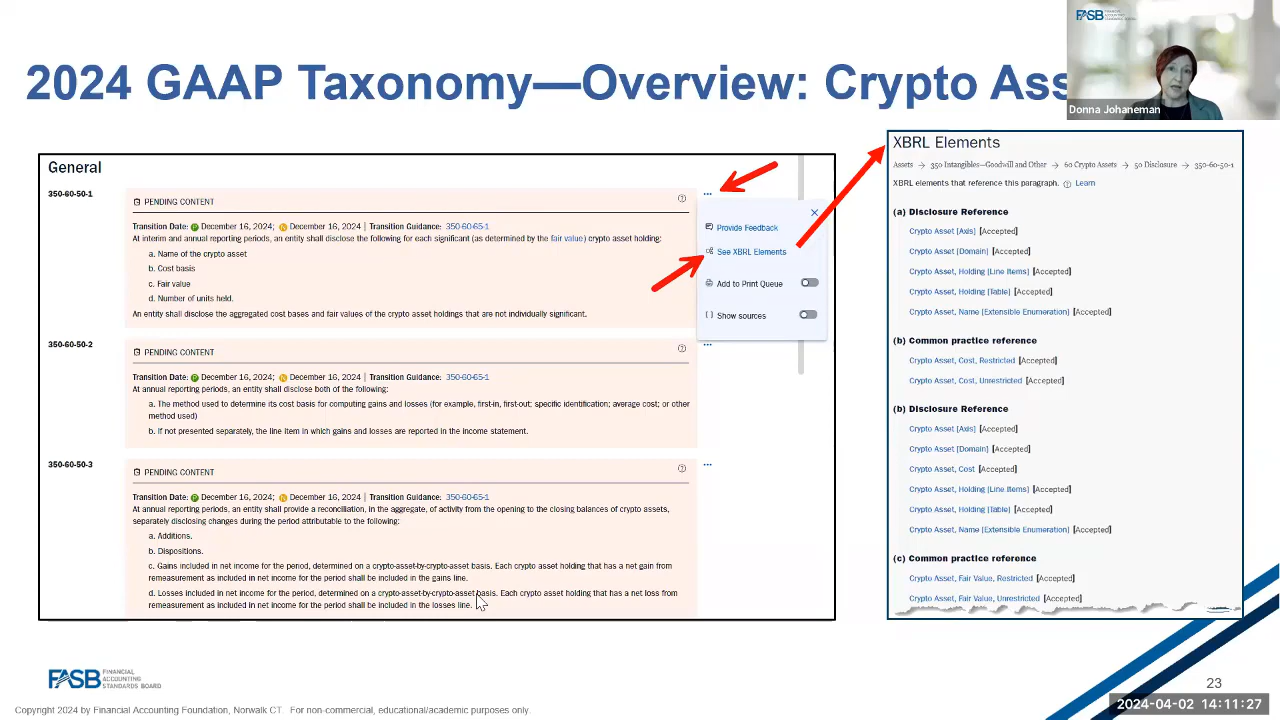 FASB FINANCIAL ACCOUNTING STANDARDS BOARD
Donna Johaneman
2024 GAAP Taxonomy—Overview: Crypto Ass
General
350-60-50-1
PENDING CONTENT
Transition Date: P December 16, 2024; N December 16, 2024 | Transition Guidance: 350-60-65-1
At interim and annual reporting periods, an entity shall disclose the following for each significant (as determined by the fair value) crypto asset holding:
a. Name of the crypto asset
b. Cost basis
c. Fair value
d. Number of units held.
An entity shall disclose the aggregated cost bases and fair values of the crypto asset holdings that are not individually significant.
350-60-50-2
PENDING CONTENT
Transition Date: P December 16, 2024; N December 16, 2024 | Transition Guidance: 350-60-65-1
At annual reporting periods, an entity shall disclose both of the following:
a. The method used to determine its cost basis for computing gains and losses (for example, first-in, first-out; specific identification; average cost; or other
method used)
b. If not presented separately, the line item in which gains and losses are reported in the income statement.
350-60-50-3
PENDING CONTENT
Transition Date: P December 16, 2024; N December 16, 2024 | Transition Guidance: 350-60-65-1
At annual reporting periods, an entity shall provide a reconciliation, in the aggregate, of activity from the opening to the closing balances of crypto assets,
separately disclosing changes during the period attributable to the following:
a. Additions.
b. Dispositions.
c. Gains included in net income for the period, determined on a crypto-asset-by-crypto-asset basis. Each crypto asset holding that has a net gain from
remeasurement as included in net income for the period shall be included in the gains line.
d. Losses included in net income for the period, determined on a crypto-asset-by-crypto-asset basis. Each crypto asset holding that has a net loss from
remeasurement as included in net income for the period shall be included in the losses line.
Provide Feedback
See XBRL Elements
Add to Print Queue
Show sources
XBRL Elements
Assets → 350 Intangibles—Goodwill and Other → 60 Crypto Assets → 50 Disclosure → 350-60-50-1
XBRL elements that reference this paragraph. Learn
(a) Disclosure Reference
Crypto Asset [Axis] [Accepted]
Crypto Asset [Domain] [Accepted]
Crypto Asset, Holding [Line Items] [Accepted]
Crypto Asset, Holding [Table] [Accepted]
Crypto Asset, Name [Extensible Enumeration] [Accepted]
(b) Common practice reference
Crypto Asset, Cost, Restricted [Accepted]
Crypto Asset, Cost, Unrestricted [Accepted]
(b) Disclosure Reference
Crypto Asset [Axis] [Accepted]
Crypto Asset [Domain] [Accepted]
Crypto Asset, Cost [Accepted]
Crypto Asset, Holding [Line Items] [Accepted]
Crypto Asset, Holding [Table] [Accepted]
Crypto Asset, Name [Extensible Enumeration] [Accepted]
(c) Common practice reference
Crypto Asset, Fair Value, Restricted [Accepted]
Crypto Asset, Fair Value, Unrestricted [Accepted]
FASB FINANCIAL
ACCOUNTING
STANDARDS BOARD
23
2024-04-02 14:11:27
Copyright 2024 by Financial Accounting Foundation, Norwalk CT. For non-commercial, educational/academic purposes only.